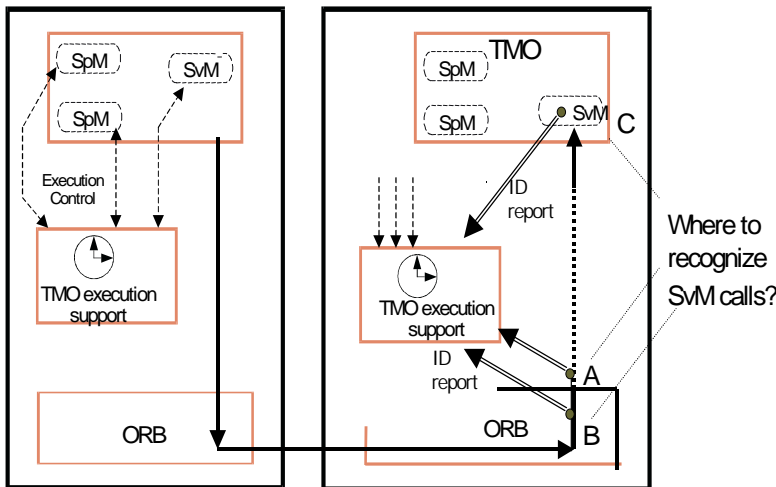 SpM
SvM
SpM
Execution
Control
TMO execution
support
ORB
TMO
SpM
SvM
C
SpM
ID
report
Where to
recognize
SvM calls?
TMO execution
support
ID
report
A
ORB
B